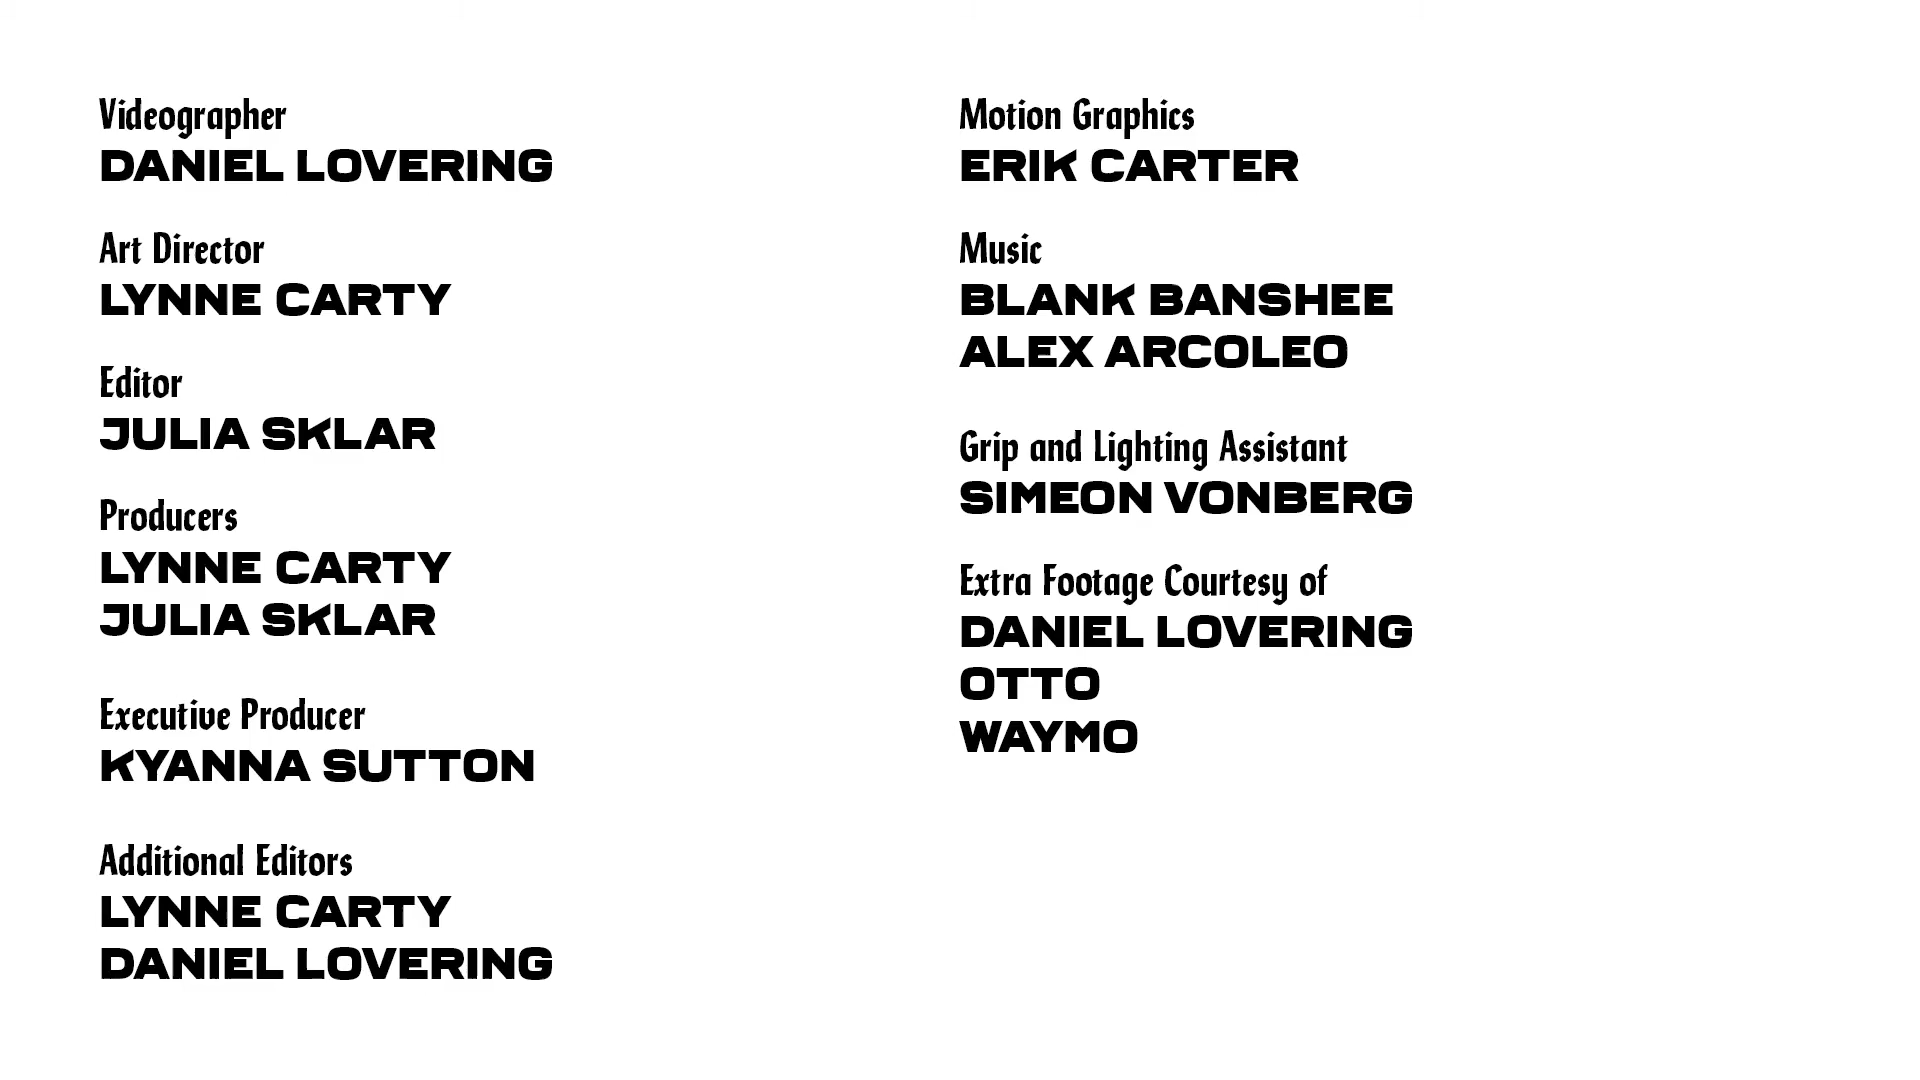 Videographer
DANIEL LOVERING
Art Director
LYNNE CARTY
Editor
JULIA SKLAR
Producers
LYNNE CARTY
JULIA SKLAR
Executive Producer
KYANNA SUTTON
Additional Editors
LYNNE CARTY
DANIEL LOVERING
Motion Graphics
ERIK CARTER
Music
BLANK BANSHEE
ALEX ARCOLEO
Grip and Lighting Assistant
SIMEON VONBERG
Extra Footage Courtesy of
DANIEL LOVERING
OTTO
WAYMO